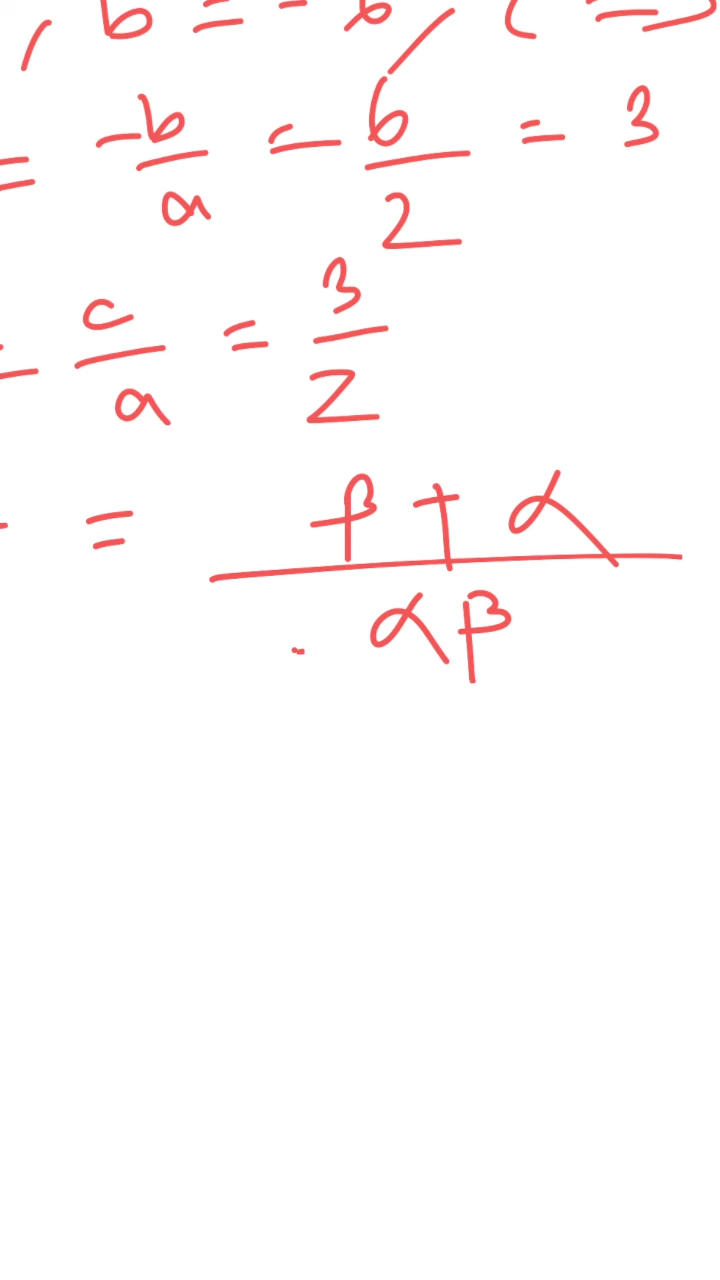 , b = - 6, c = 3
= -b/a = 6/2 = 3
= c/a = 3/2
= β + α / αβ